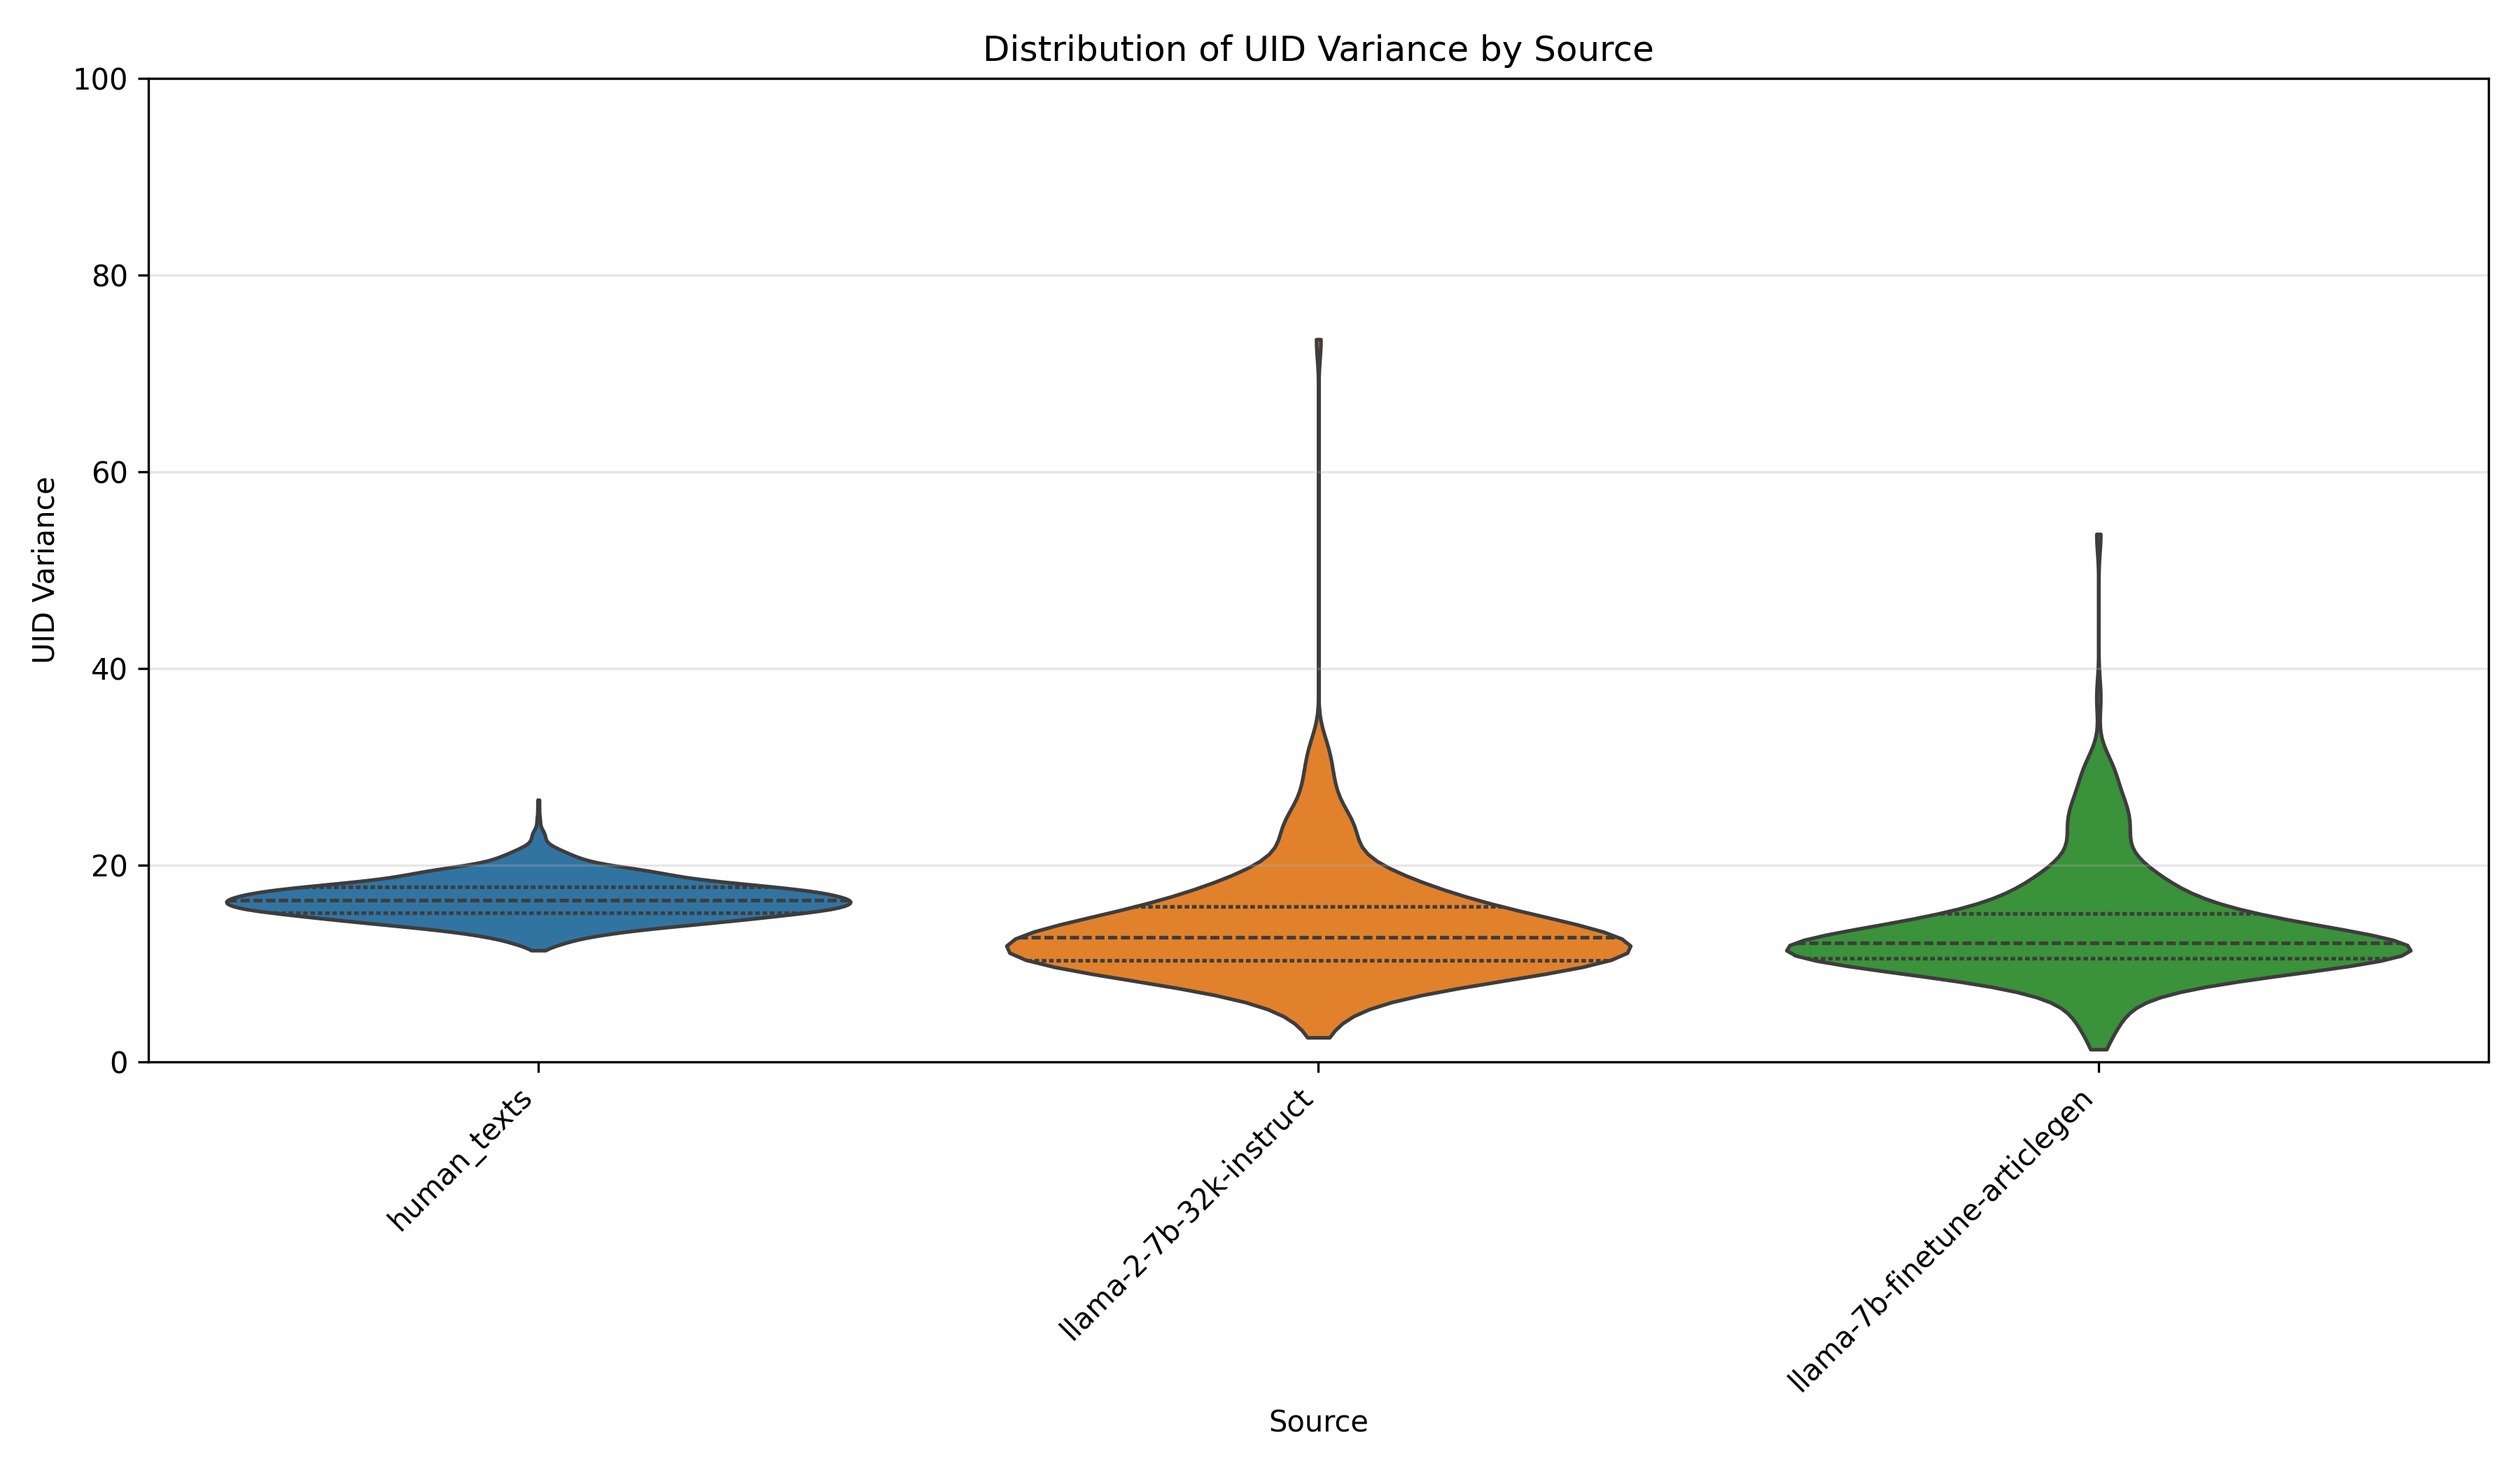 Distribution of UID Variance by Source
100
80
60
40
20
0
UID Variance
human_texts
llama-2-7b-32k-instruct
llama-7b-finetune-articlegen
Source